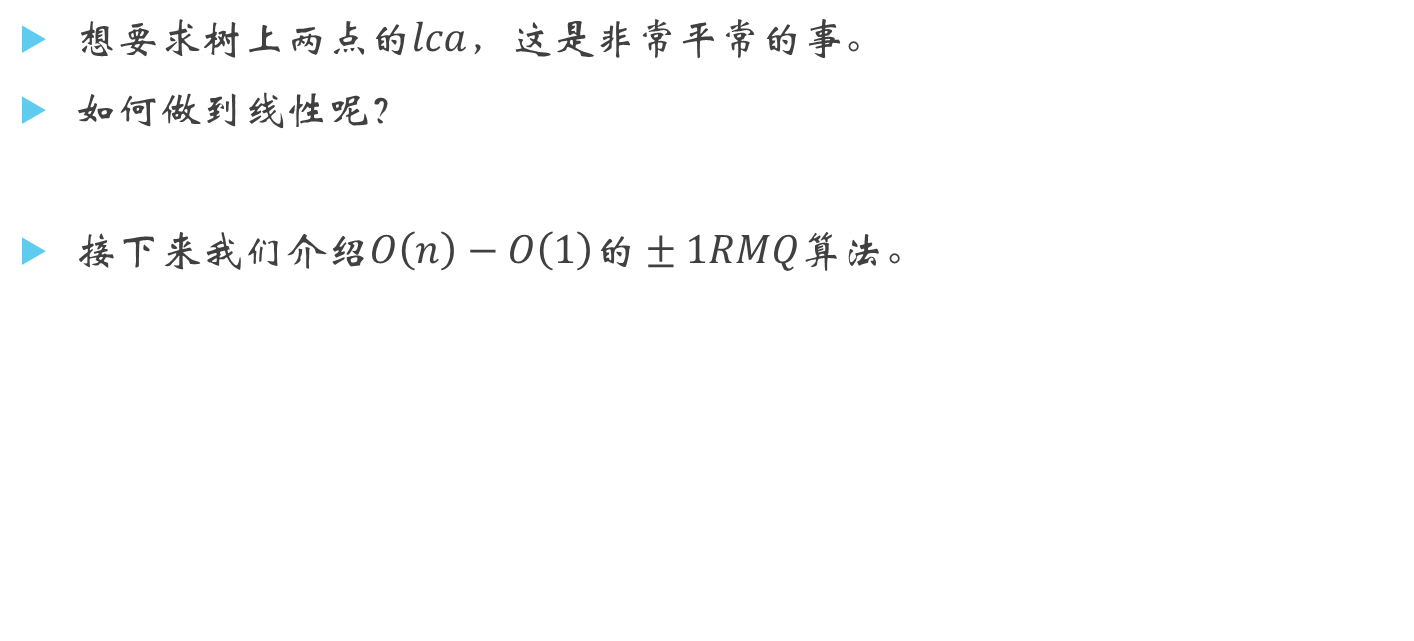 想要求树上两点的lca，这是非常平常的事。
如何做到线性呢？
接下来我们介绍O(n) − O(1)的 ± 1RMQ算法。